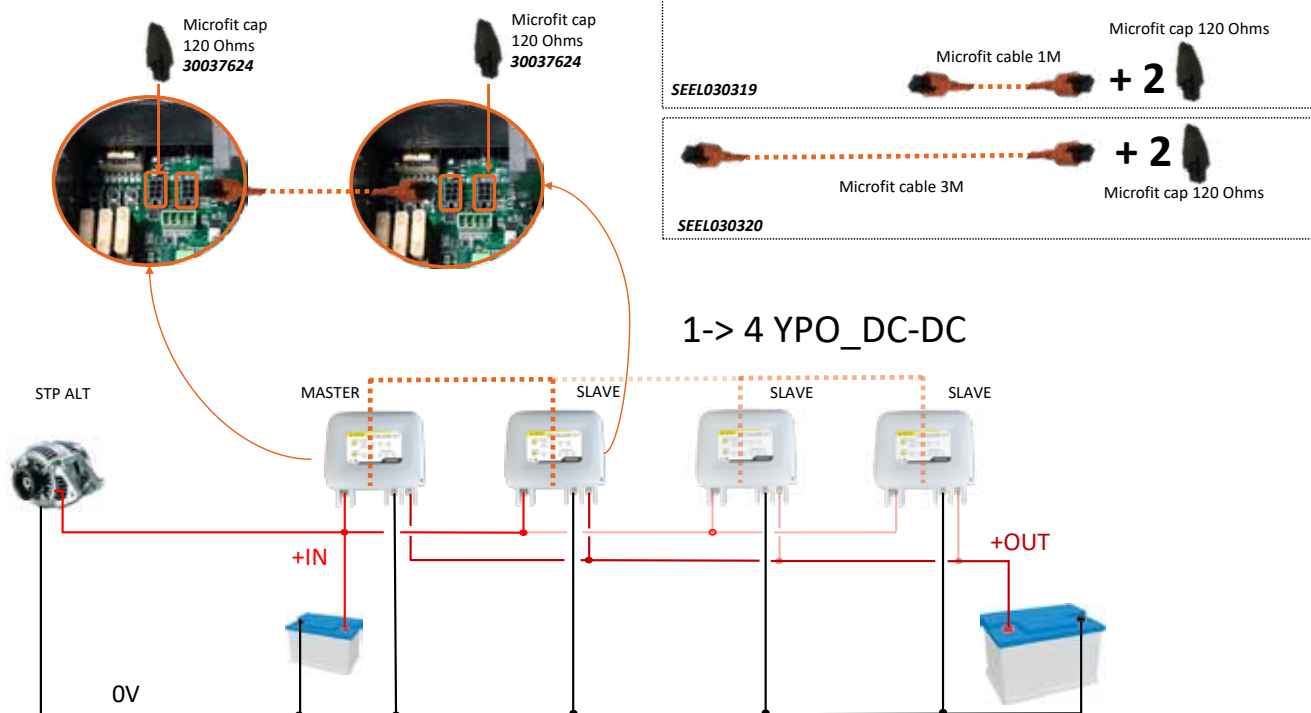 Microfit cap
120 Ohms
30037624
Microfit cap
120 Ohms
30037624
Microfit cap 120 Ohms
Microfit cable 1M
+ 2
SEEL030319
+ 2
Microfit cable 3M
Microfit cap 120 Ohms
SEEL030320
1-> 4 YPO_DC-DC
STP ALT
MASTER
SLAVE
SLAVE
SLAVE
+IN
+OUT
0V